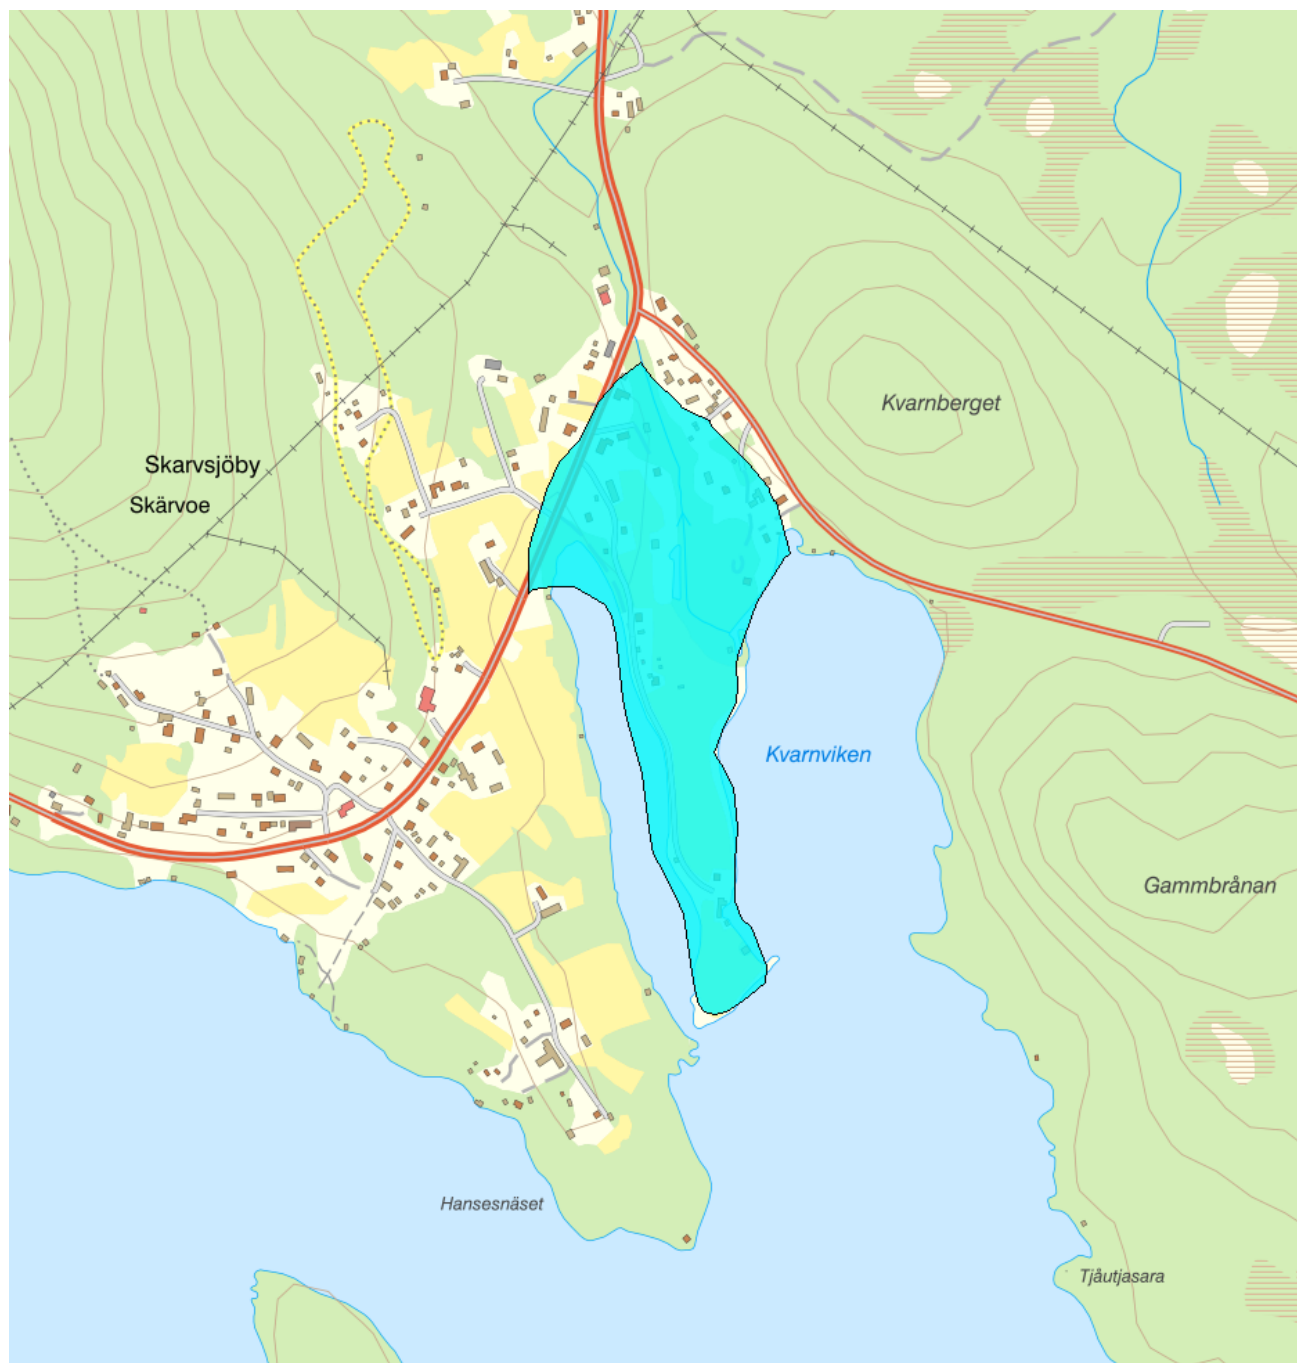 Kvarnberget
Skarvsjöby
Skärvoe
Kvarnviken
Gammbrånan
Hansesnäset
Tjåutjasara